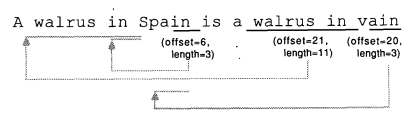 A walrus in Spain is a walrus in vain
(offset=6, (offset=21, (offset=20,
length=3) length=11) length=3)